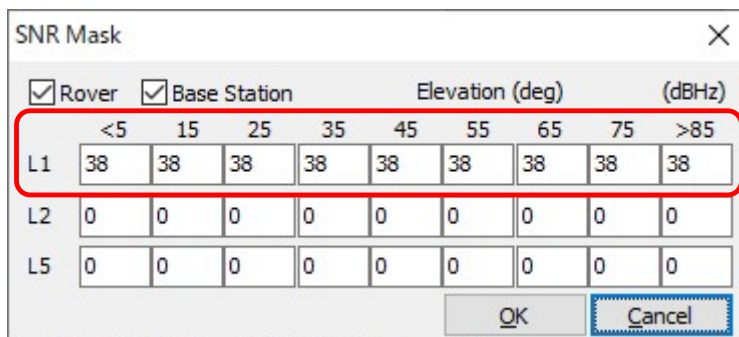 SNR Mask
Rover Base Station Elevation (deg) (dBHz)
<5 15 25 35 45 55 65 75 >85
L1 38 38 38 38 38 38 38 38 38
L2 0 0 0 0 0 0 0 0 0
L5 0 0 0 0 0 0 0 0 0
OK Cancel